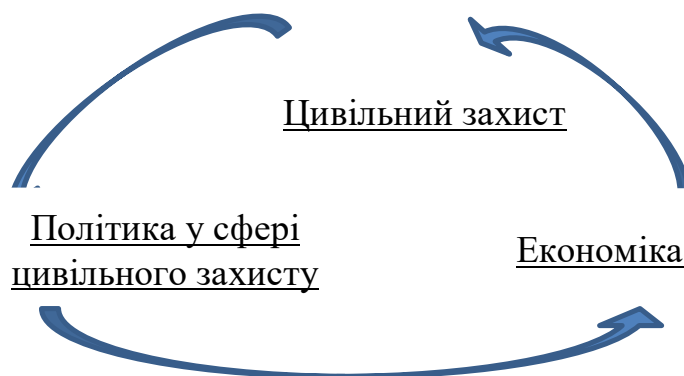 Цивільний захист
Політика у сфері
цивільного захисту
Економіка